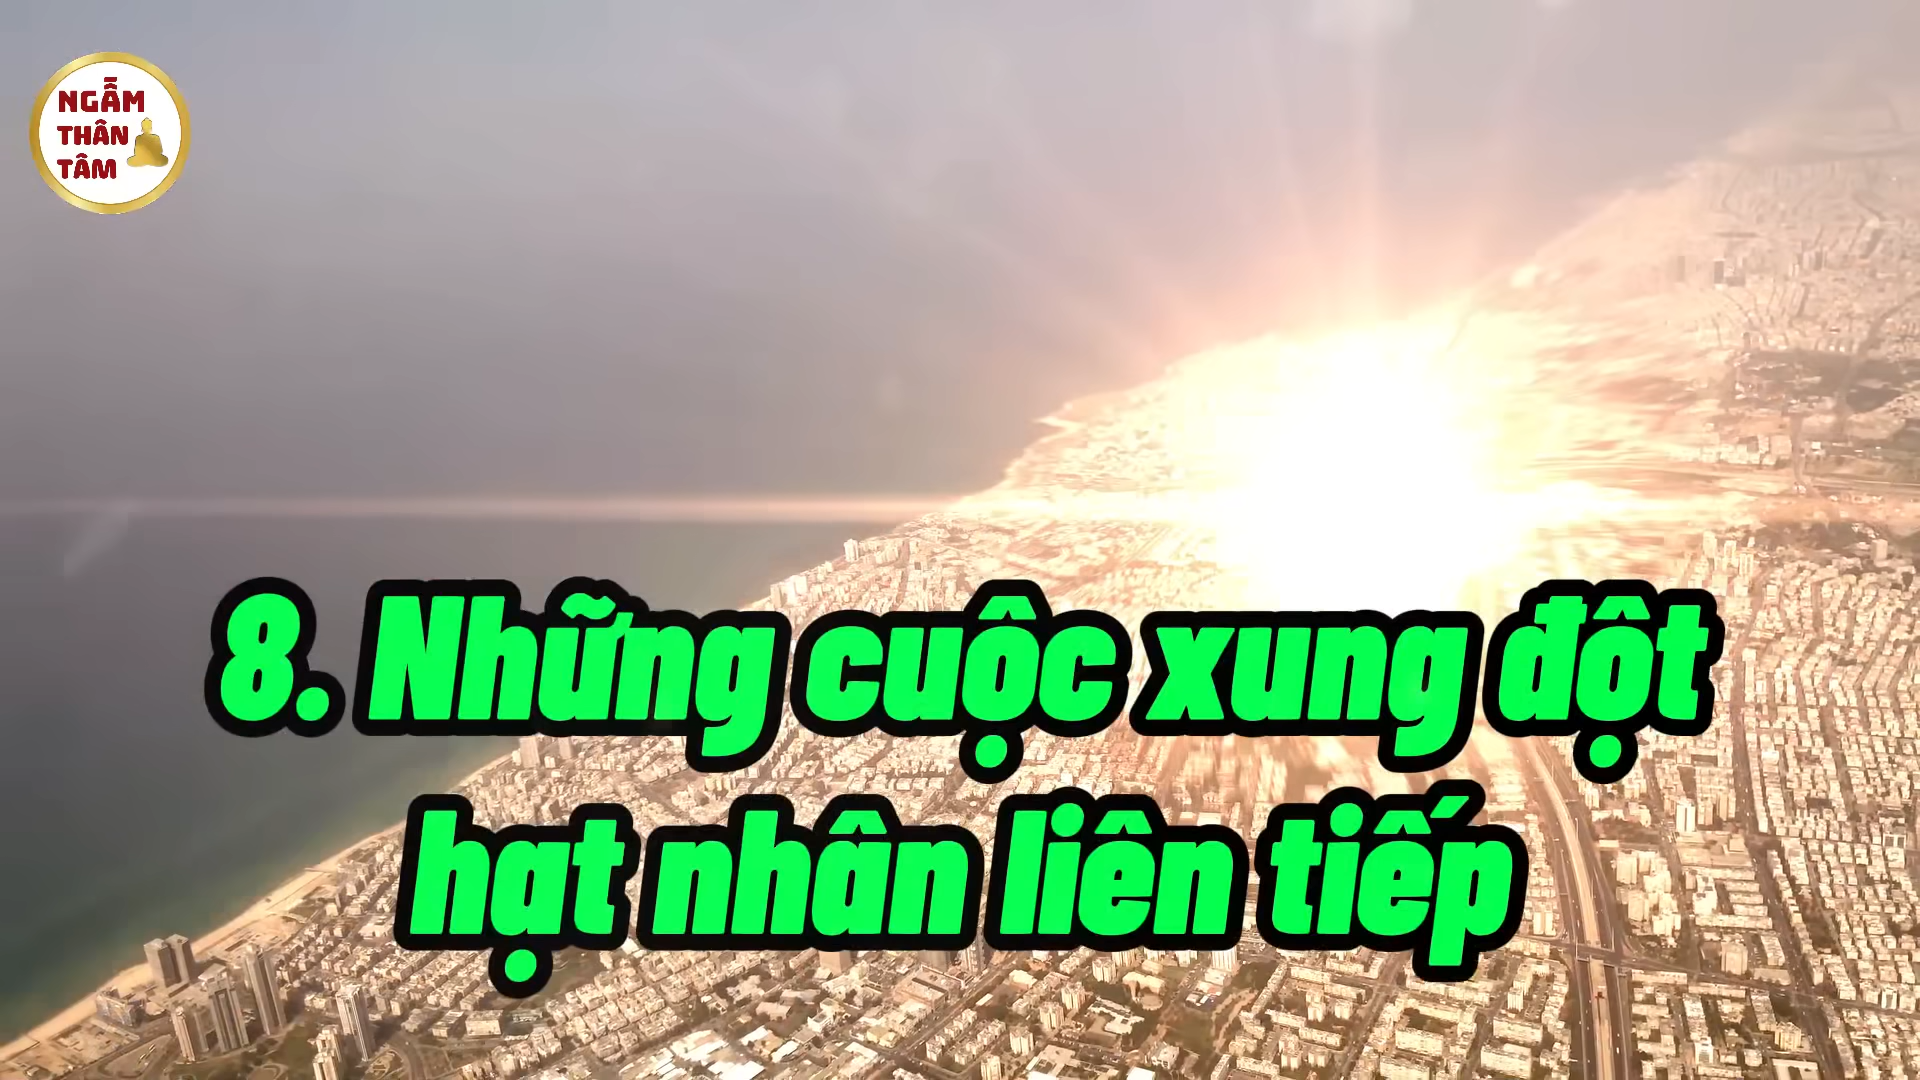 NGẪM
THÂN
TÂM
8. Những cuộc xung đột
hạt nhân liên tiếp